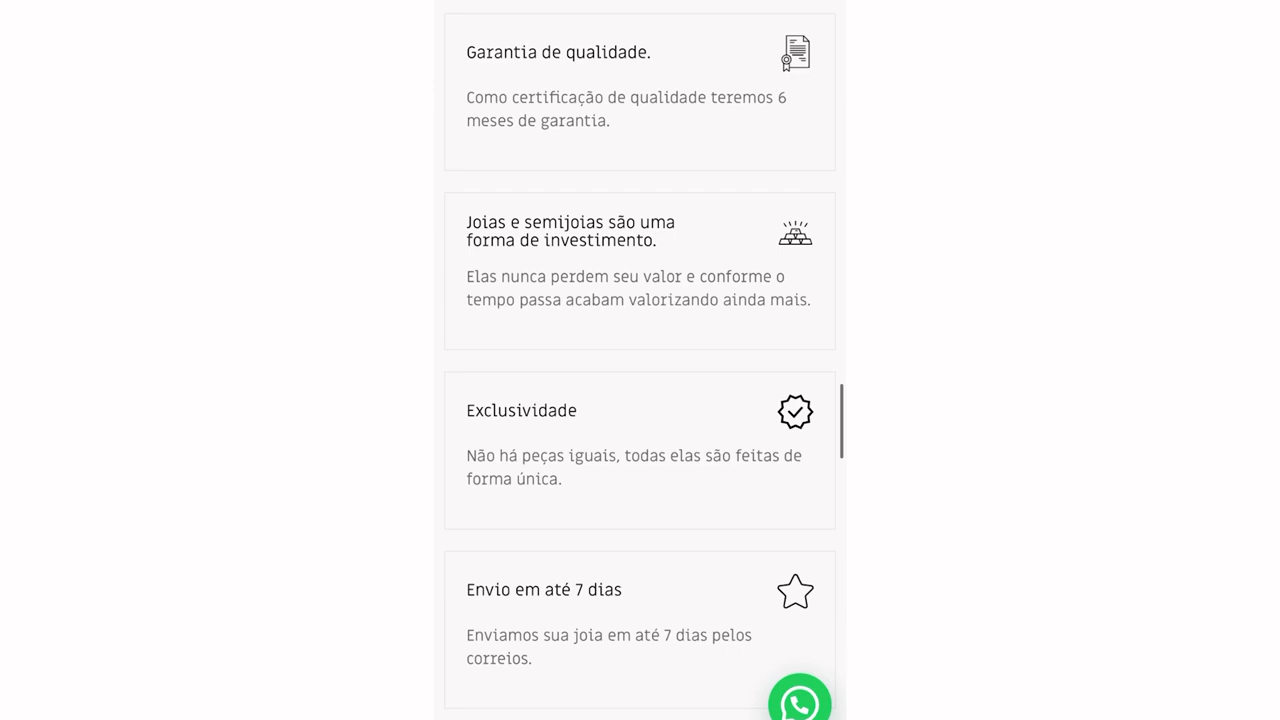 Garantia de qualidade.
Como certificação de qualidade teremos 6
meses de garantia.
Joias e semijoias são uma
forma de investimento.
Elas nunca perdem seu valor e conforme o
tempo passa acabam valorizando ainda mais.
Exclusividade
Não há peças iguais, todas elas são feitas de
forma única.
Envio em até 7 dias
Enviamos sua joia em até 7 dias pelos
correios.